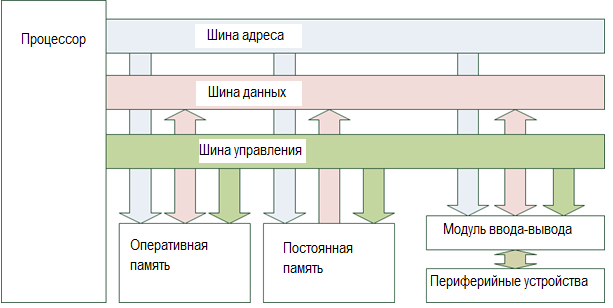 Процессор
Шина адреса
Шина данных
Шина управления
Оперативная
память
Постоянная
память
Модуль ввода-вывода
Периферийные устройства